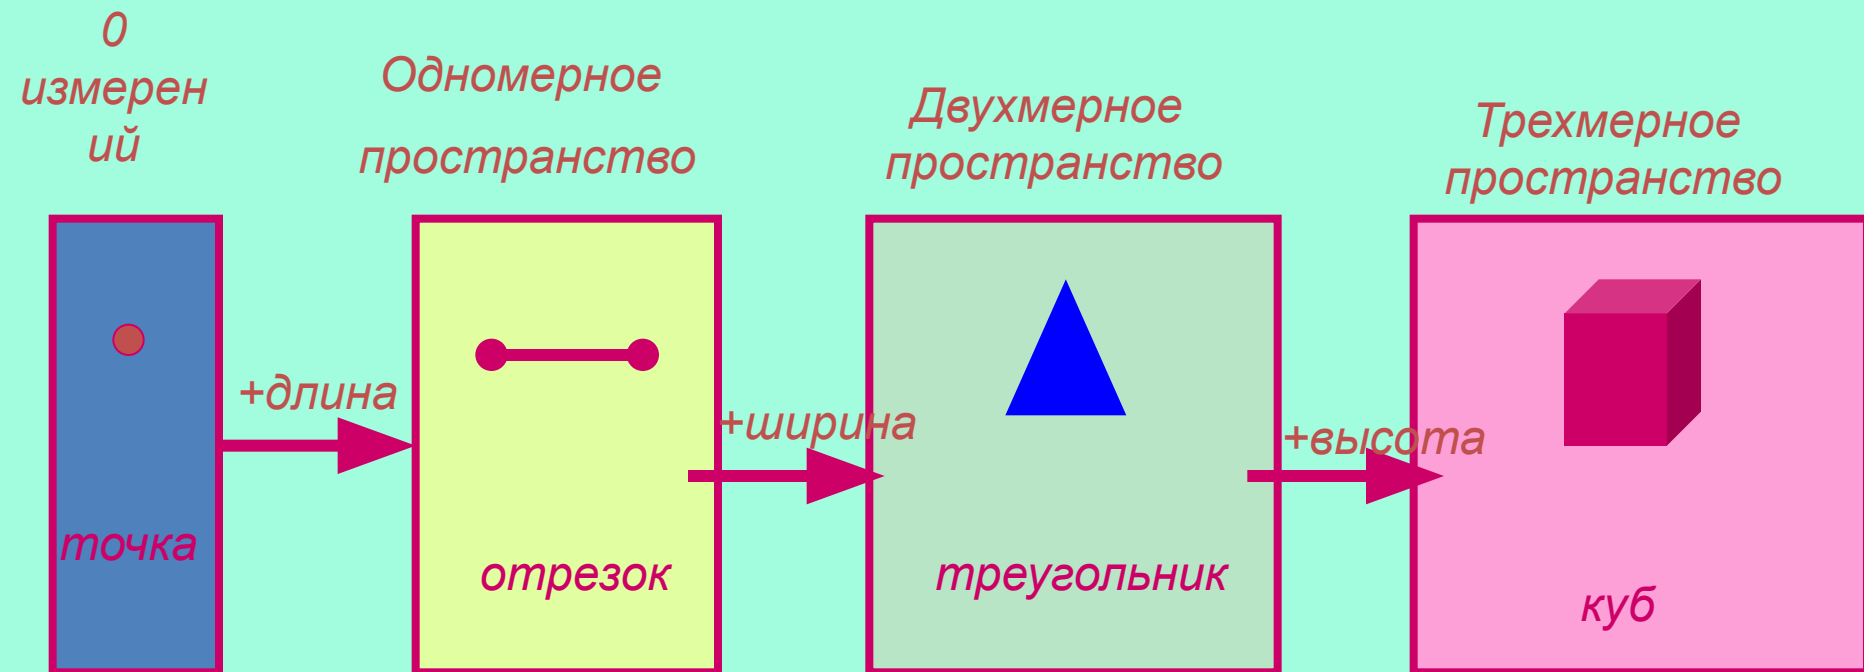 0
измерен
ий
Одномерное
пространство
Двухмерное
пространство
Трехмерное
пространство
+длина
+ширина
+высота
точка
отрезок
треугольник
куб